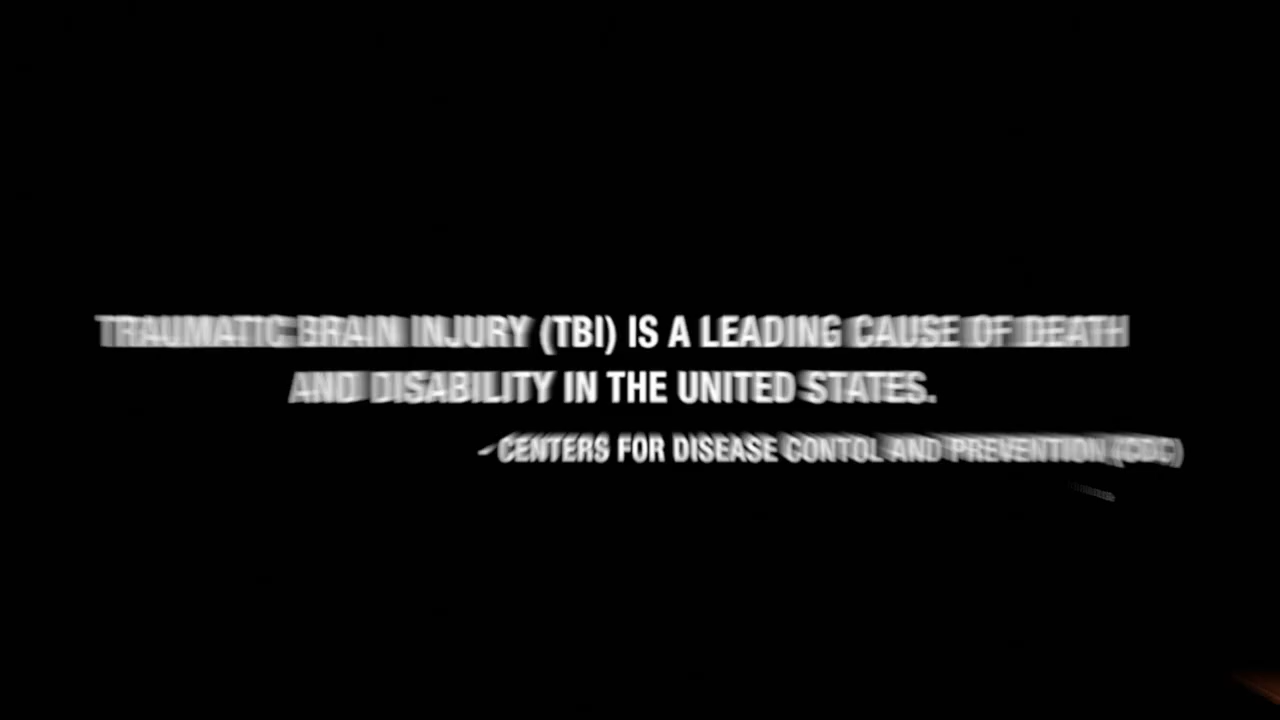 TRAUMATIC BRAIN INJURY (TBI) IS A LEADING CAUSE OF DEATH
AND DISABILITY IN THE UNITED STATES.
-CENTERS FOR DISEASE CONTOL AND PREVENTION (CDC)